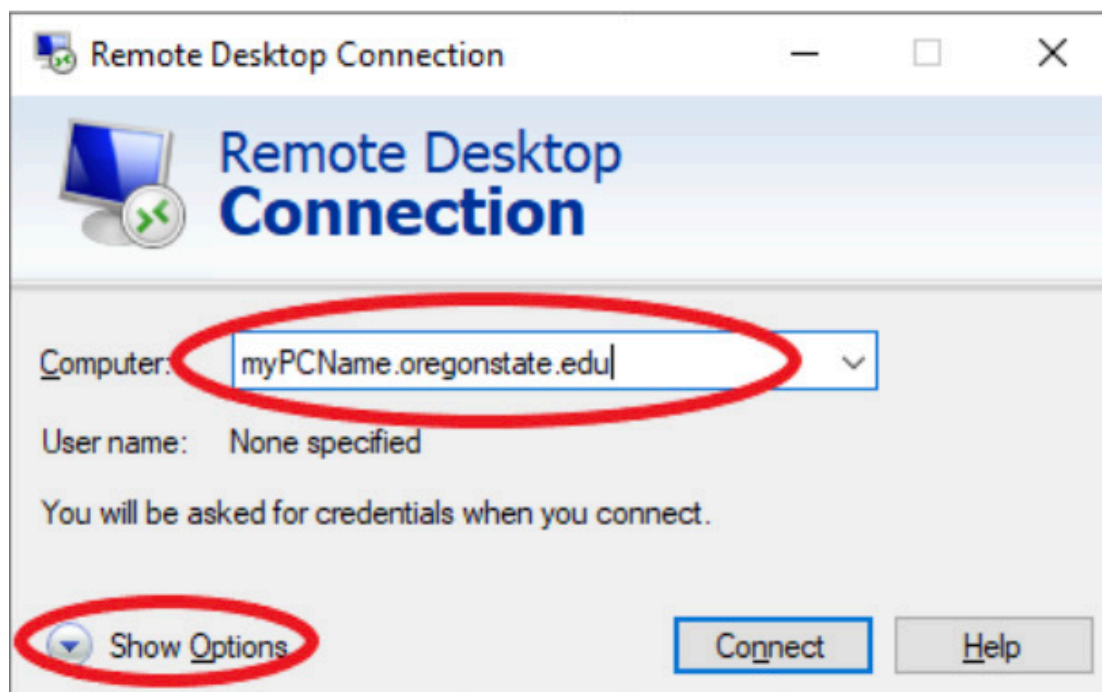 Remote Desktop Connection
Remote Desktop
Connection
Computer: myPCName.oregonstate.edu
User name: None specified
You will be asked for credentials when you connect.
Show Options Connect Help